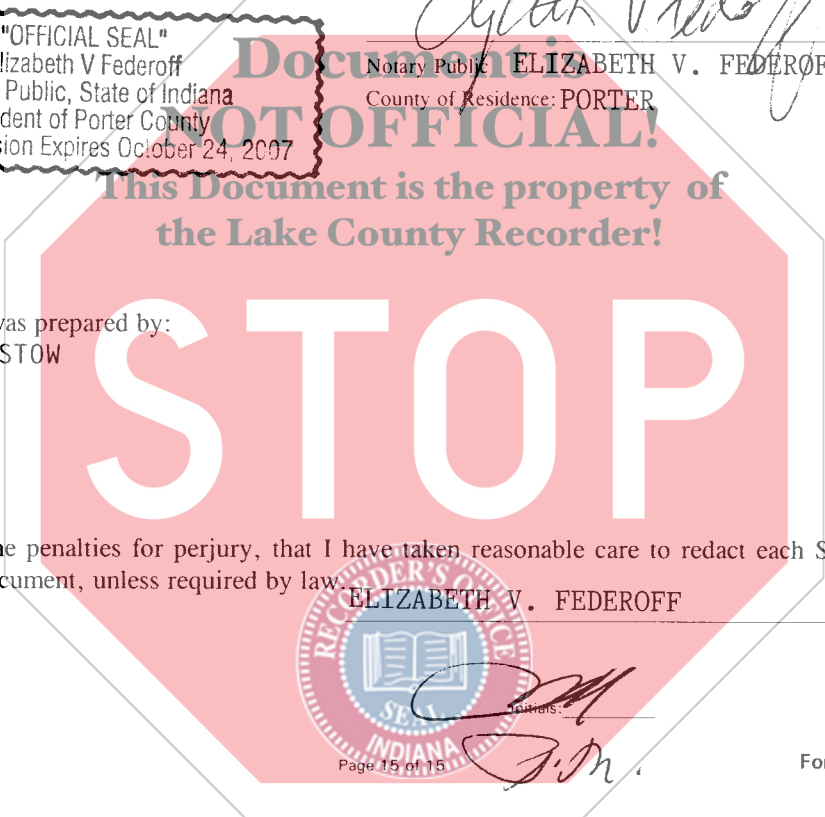 "OFFICIAL SEAL"
lizabeth V Federoff
Public, State of Indiana
dent of Porter County
sion Expires October 24, 2007
Notary Public ELIZABETH V. FEDEROF
County of Residence: PORTER
Document is
NOT OFFICIAL!
This Document is the property of
the Lake County Recorder!
was prepared by:
STOW
STOP
he penalties for perjury, that I have taken reasonable care to redact each S
cument, unless required by law.
ELIZABETH V. FEDEROFF
RECORDER'S OFFICE
SEAL
INDIANA
Initials:
Page 15 of 15
For